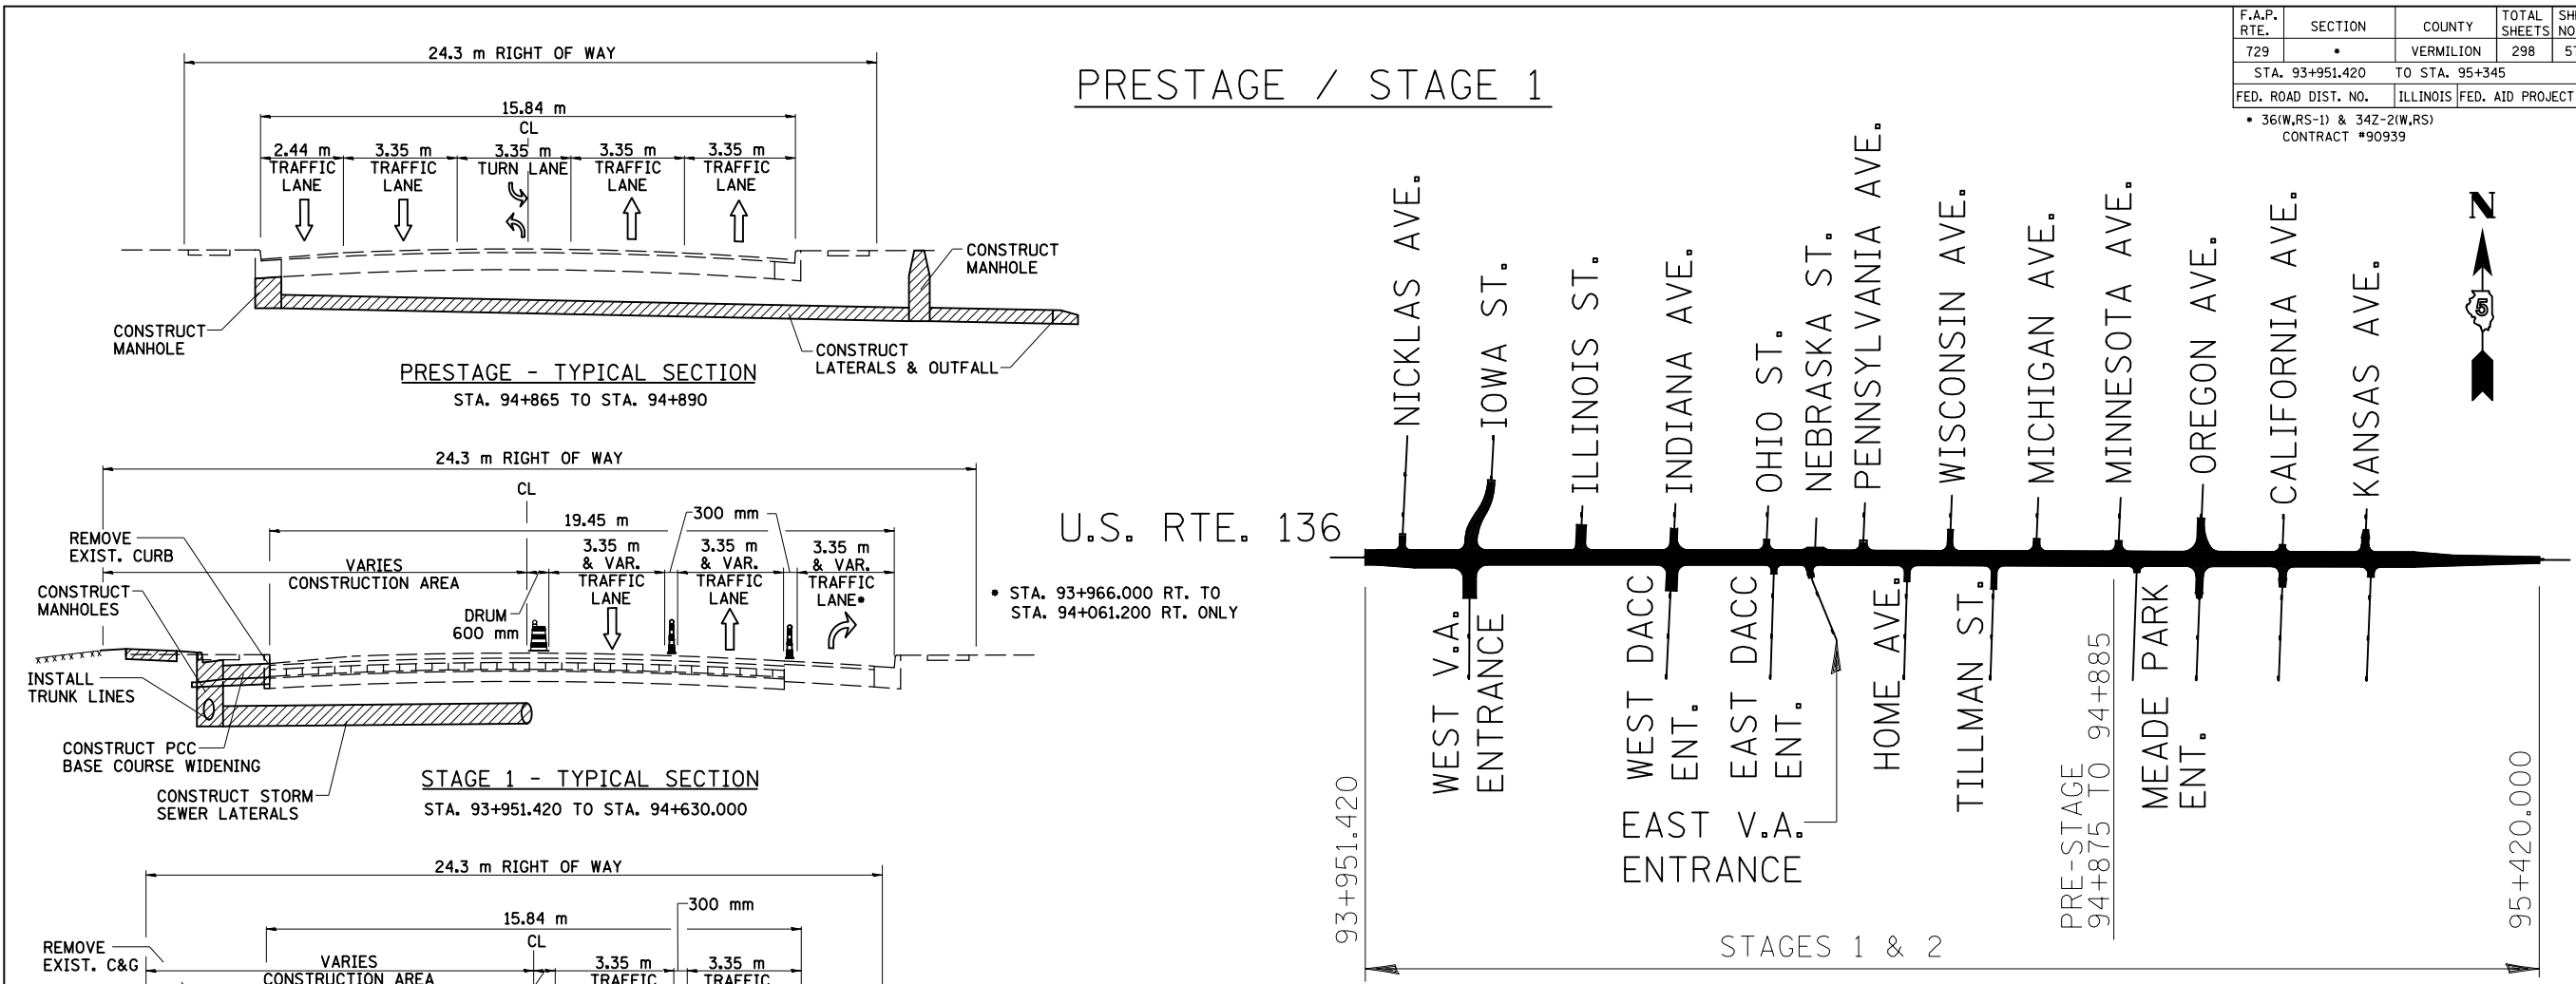 F.A.P.
RTE.
SECTION
COUNTY
TOTAL
SHEETS
729
*
VERMILION
298
STA. 93+951.420 TO STA. 95+345
FED. ROAD DIST. NO.
ILLINOIS
FED. AID PROJECT
* 36(W,RS-1) & 34Z-2(W,RS)
CONTRACT #90939
PRESTAGE / STAGE 1
24.3 m RIGHT OF WAY
15.84 m
CL
2.44 m
TRAFFIC
LANE
3.35 m
TRAFFIC
LANE
3.35 m
TURN LANE
3.35 m
TRAFFIC
LANE
3.35 m
TRAFFIC
LANE
CONSTRUCT
MANHOLE
CONSTRUCT
MANHOLE
CONSTRUCT
LATERALS & OUTFALL
PRESTAGE - TYPICAL SECTION
STA. 94+865 TO STA. 94+890
24.3 m RIGHT OF WAY
CL
19.45 m
300 mm
REMOVE
EXIST. CURB
VARIES
CONSTRUCTION AREA
3.35 m
& VAR.
TRAFFIC
LANE
3.35 m
& VAR.
TRAFFIC
LANE
3.35 m
& VAR.
TRAFFIC
LANE*
CONSTRUCT
MANHOLES
DRUM
600 mm
* STA. 93+966.000 RT. TO
STA. 94+061.200 RT. ONLY
INSTALL
TRUNK LINES
CONSTRUCT PCC
BASE COURSE WIDENING
CONSTRUCT STORM
SEWER LATERALS
STAGE 1 - TYPICAL SECTION
STA. 93+951.420 TO STA. 94+630.000
24.3 m RIGHT OF WAY
300 mm
15.84 m
CL
REMOVE
EXIST. C&G
VARIES
CONSTRUCTION AREA
3.35 m
TRAFFIC
3.35 m
TRAFFIC
U.S. RTE. 136
NICKLAS AVE.
IOWA ST.
ILLINOIS ST.
INDIANA AVE.
OHIO ST.
NEBRASKA ST.
PENNSYLVANIA AVE.
WISCONSIN AVE.
MICHIGAN AVE.
MINNESOTA AVE.
OREGON AVE.
CALIFORNIA AVE.
KANSAS AVE.
N
5
WEST V.A.
ENTRANCE
WEST DACC
ENT.
EAST DACC
ENT.
EAST V.A.
ENTRANCE
HOME AVE.
TILLMAN ST.
PRE-STAGE
94+875 TO 94+885
MEADE PARK
ENT.
93+951.420
95+420.000
STAGES 1 & 2